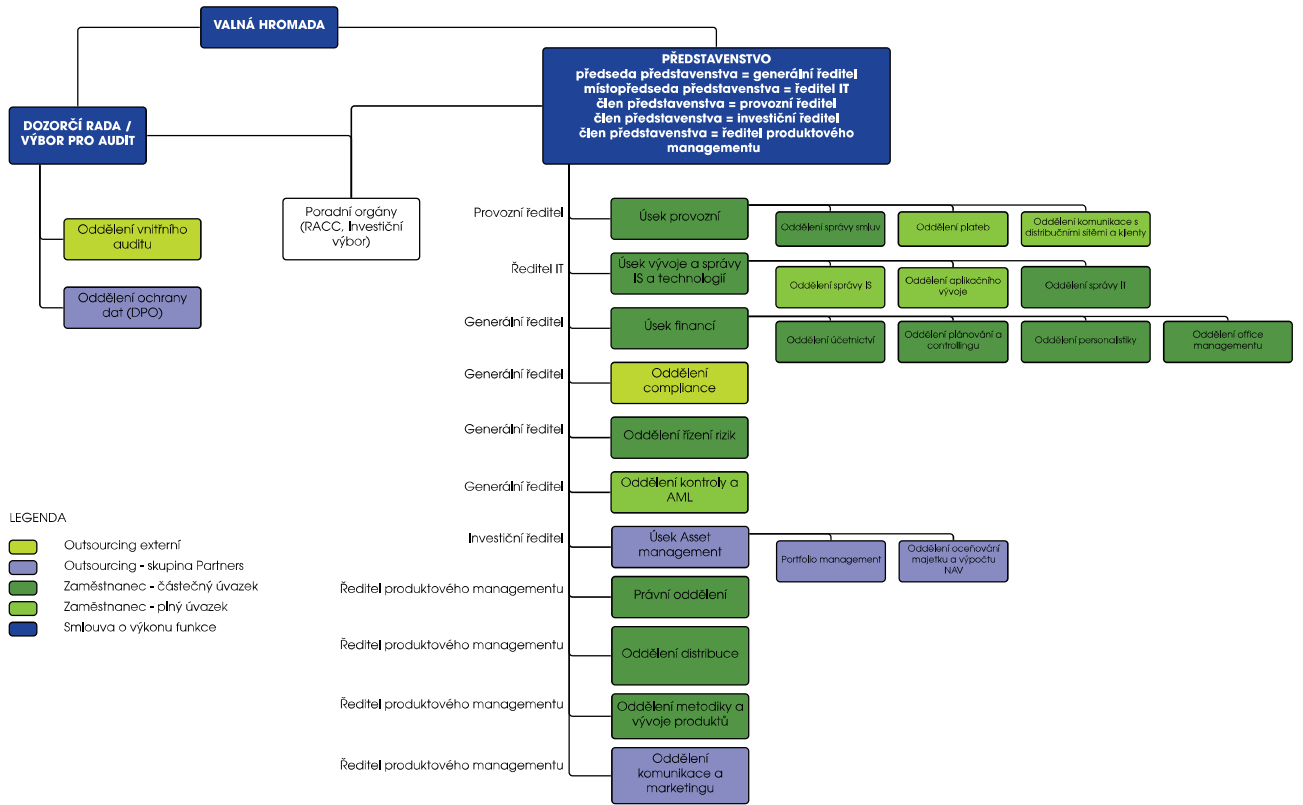 VALNÁ HROMADA
PŘEDSTAVENSTVO
předseda představenstva = generální ředitel
místopředseda představenstva = ředitel IT
člen představenstva = provozní ředitel
člen představenstva = investiční ředitel
člen představenstva = ředitel produktového
managementu
DOZORČÍ RADA /
VÝBOR PRO AUDIT
Oddělení vnitřního
auditu
Oddělení ochrany
dat (DPO)
Poradní orgány
(RACC, Investiční
výbor)
Provozní ředitel
Úsek provozní
Oddělení správy smluv
Oddělení plateb
Oddělení komunikace s
distribučními sítěmi a klienty
Ředitel IT
Úsek vývoje a správy
IS a technologií
Oddělení správy IS
Oddělení aplikačního
vývoje
Oddělení správy IT
Generální ředitel
Úsek financí
Oddělení účetnictví
Oddělení plánování a
controllingu
Oddělení personalistiky
Oddělení office
managementu
Generální ředitel
Oddělení
compliance
Generální ředitel
Oddělení řízení rizik
Generální ředitel
Oddělení kontroly a
AML
Investiční ředitel
Úsek Asset
management
Portfolio management
Oddělení oceňování
majetku a výpočtu
NAV
Ředitel produktového managementu
Právní oddělení
Ředitel produktového managementu
Oddělení distribuce
Ředitel produktového managementu
Oddělení metodiky a
vývoje produktů
Ředitel produktového managementu
Oddělení
komunikace a
marketingu
LEGENDA
Outsourcing externí
Outsourcing - skupina Partners
Zaměstnanec - částečný úvazek
Zaměstnanec - plný úvazek
Smlouva o výkonu funkce